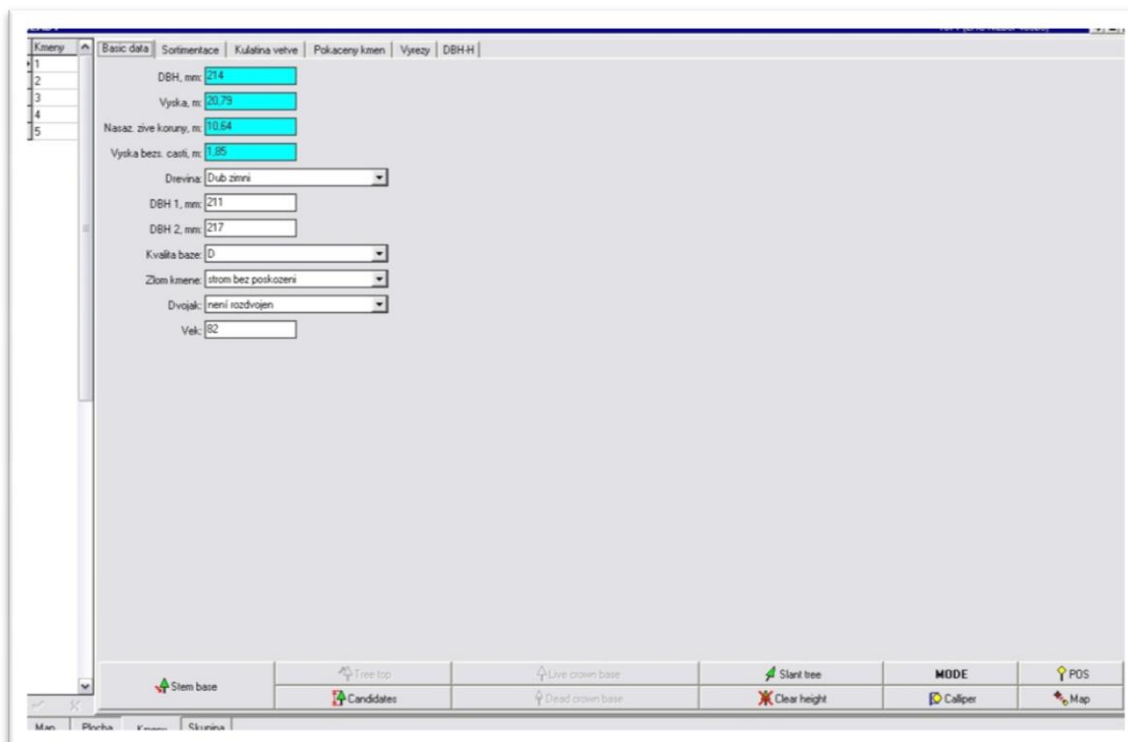 Kmeny
1
2
3
4
5
Basic data Sortimentace Kulatina vetve Pokaceny kmen Vyrezy DBH-H
DBH, mm: 214
Vyska, m: 20,79
Nasaz. zive koruny, m: 10,64
Vyska bezs. casti, m: 1,85
Drevina: Dub zimni
DBH 1, mm: 211
DBH 2, mm: 217
Kvalita baze: D
Zlom kmene: strom bez poskozeni
Dvojak: není rozdvojen
Vek: 82
Stem base Tree top Live crown base Slant tree MODE POS
Candidates Dead crown base Clear height Calliper Map
Map Plocha Kmeny Skupina